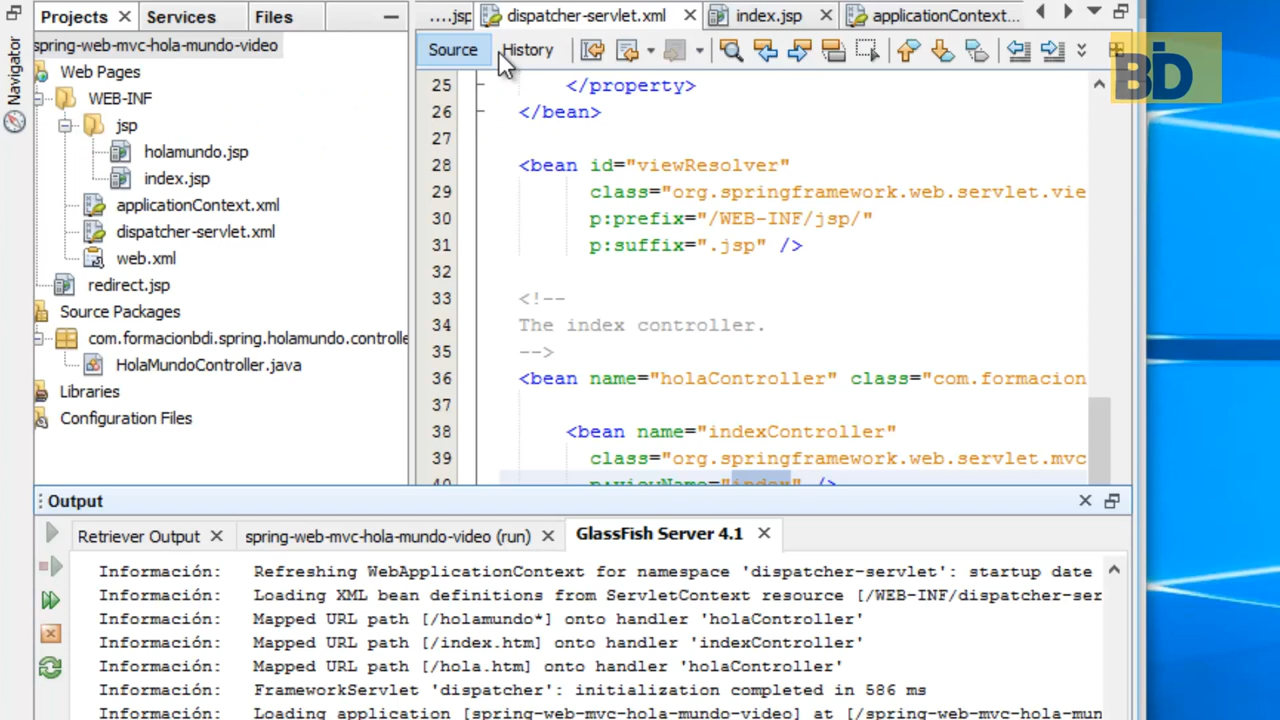 Projects
Services
Files
....jsp
dispatcher-servlet.xml
index.jsp
applicationContext...
Navigator
Source
History
BDi
spring-web-mvc-hola-mundo-video
Web Pages
WEB-INF
jsp
holamundo.jsp
index.jsp
applicationContext.xml
dispatcher-servlet.xml
web.xml
redirect.jsp
Source Packages
com.formacionbdi.spring.holamundo.controlle
HolaMundoController.java
Libraries
Configuration Files
25 </property>
26 </bean>
27
28 <bean id="viewResolver"
29 class="org.springframework.web.servlet.vie
30 p:prefix="/WEB-INF/jsp/"
31 p:suffix=".jsp" />
32
33 <!--
34 The index controller.
35 -->
36 <bean name="holaController" class="com.formacion
37
38 <bean name="indexController"
39 class="org.springframework.web.servlet.mvc
40 p:viewName="index" />
Output
Retriever Output
spring-web-mvc-hola-mundo-video (run)
GlassFish Server 4.1
Información: Refreshing WebApplicationContext for namespace 'dispatcher-servlet': startup date
Información: Loading XML bean definitions from ServletContext resource [/WEB-INF/dispatcher-ser
Información: Mapped URL path [/holamundo*] onto handler 'holaController'
Información: Mapped URL path [/index.htm] onto handler 'indexController'
Información: Mapped URL path [/hola.htm] onto handler 'holaController'
Información: FrameworkServlet 'dispatcher': initialization completed in 586 ms
Información: Loading application [spring-web-mvc-hola-mundo-video] at [/spring-web-mvc-hola-mun